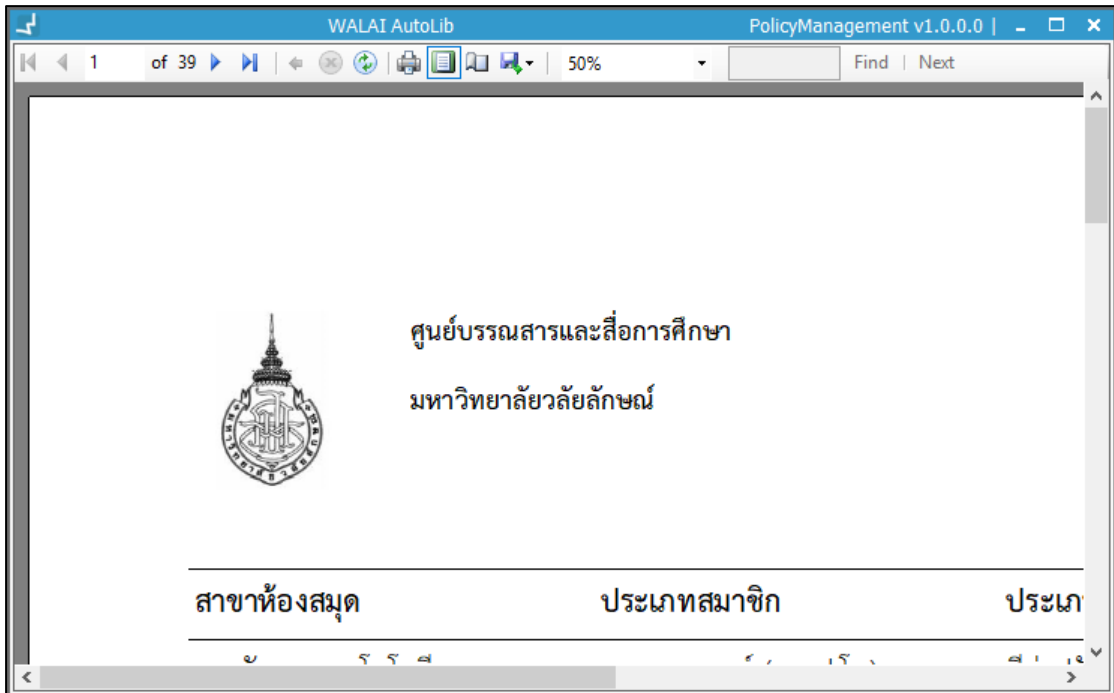 WALAI AutoLib PolicyManagement v1.0.0.0 |
1 of 39 50% Find | Next
ศูนย์บรรณสารและสื่อการศึกษา
มหาวิทยาลัยวลัยลักษณ์
สาขาห้องสมุด ประเภทสมาชิก